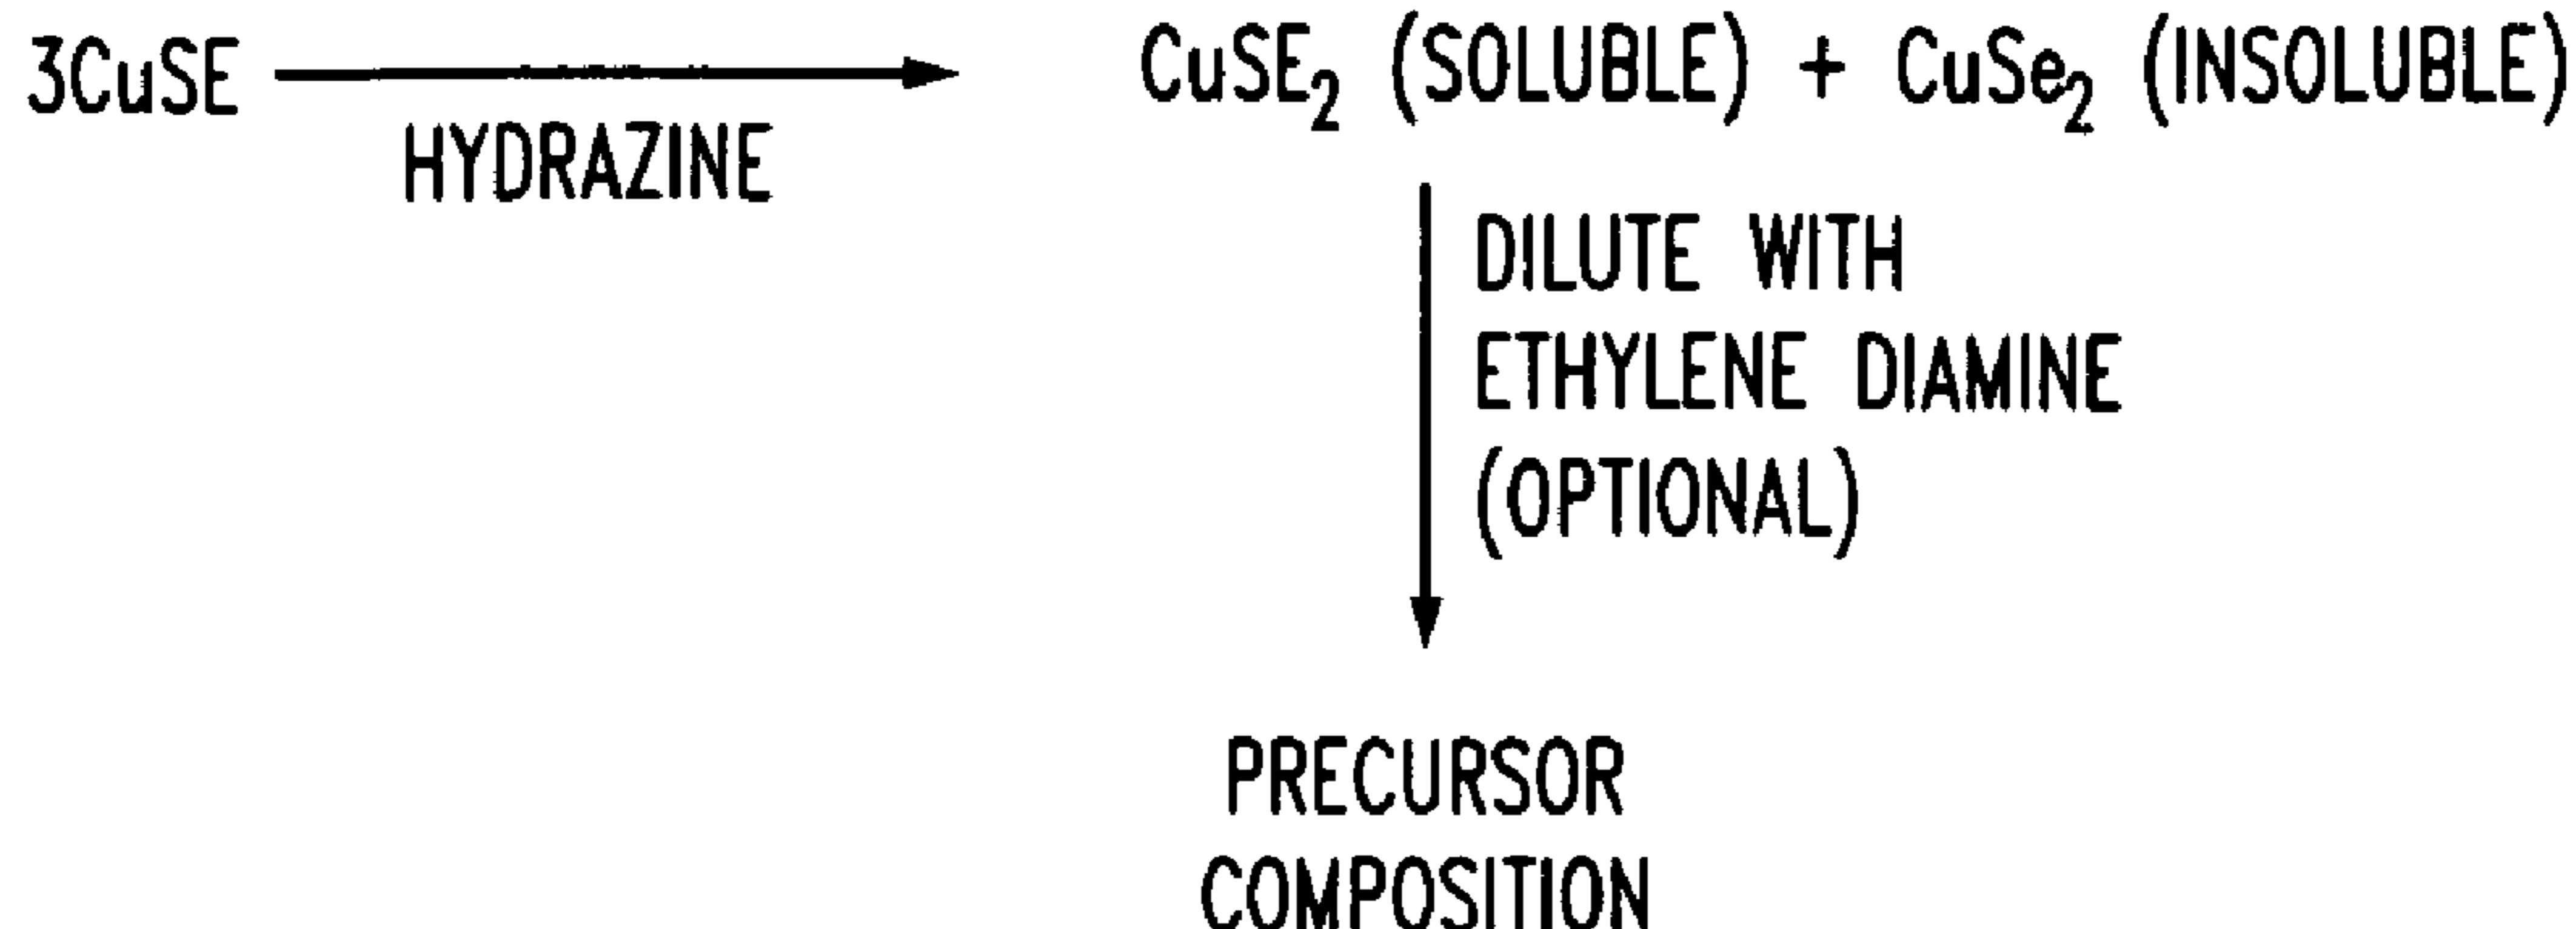 3CuSE CuSE₂ (SOLUBLE) + CuSe₂ (INSOLUBLE)
HYDRAZINE
DILUTE WITH
ETHYLENE DIAMINE
(OPTIONAL)
PRECURSOR
COMPOSITION